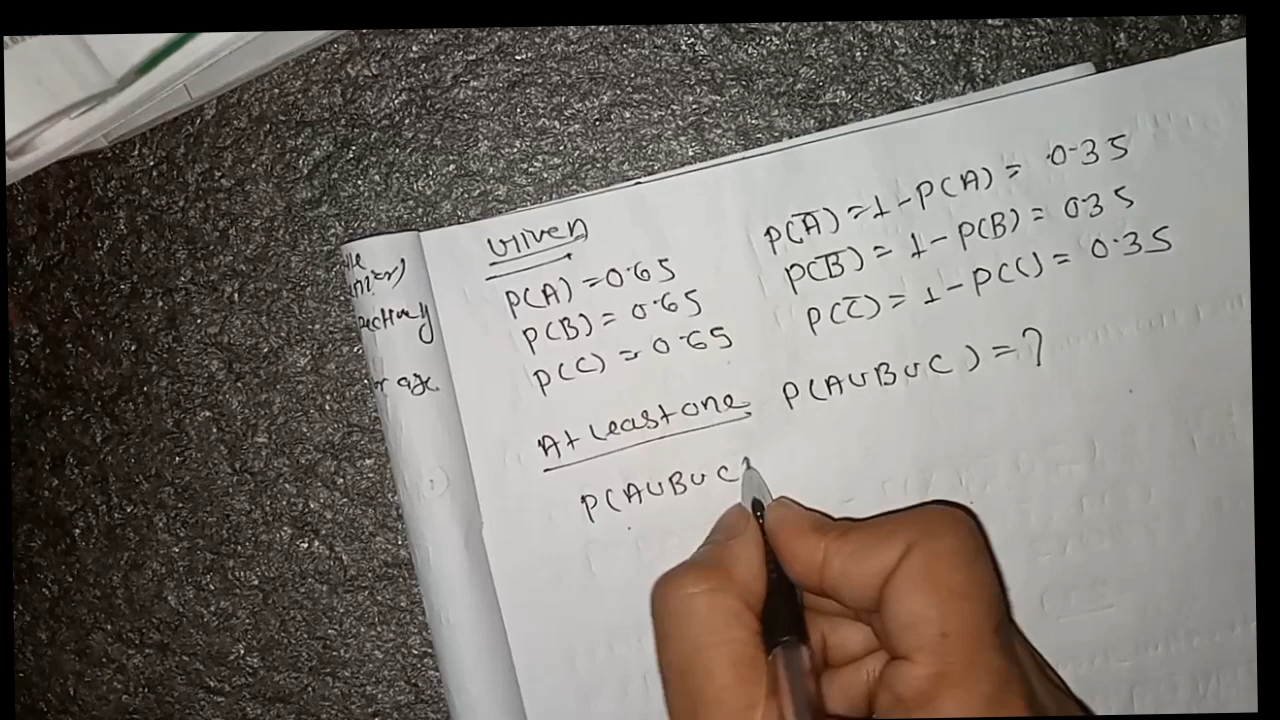 Given
P(A) = 0.65
P(B) = 0.65
P(C) = 0.65
P(A̅) = 1 - P(A) = 0.35
P(B̅) = 1 - P(B) = 0.35
P(C̅) = 1 - P(C) = 0.35
At least one, P(A∪B∪C) = ?
P(A∪B∪C)